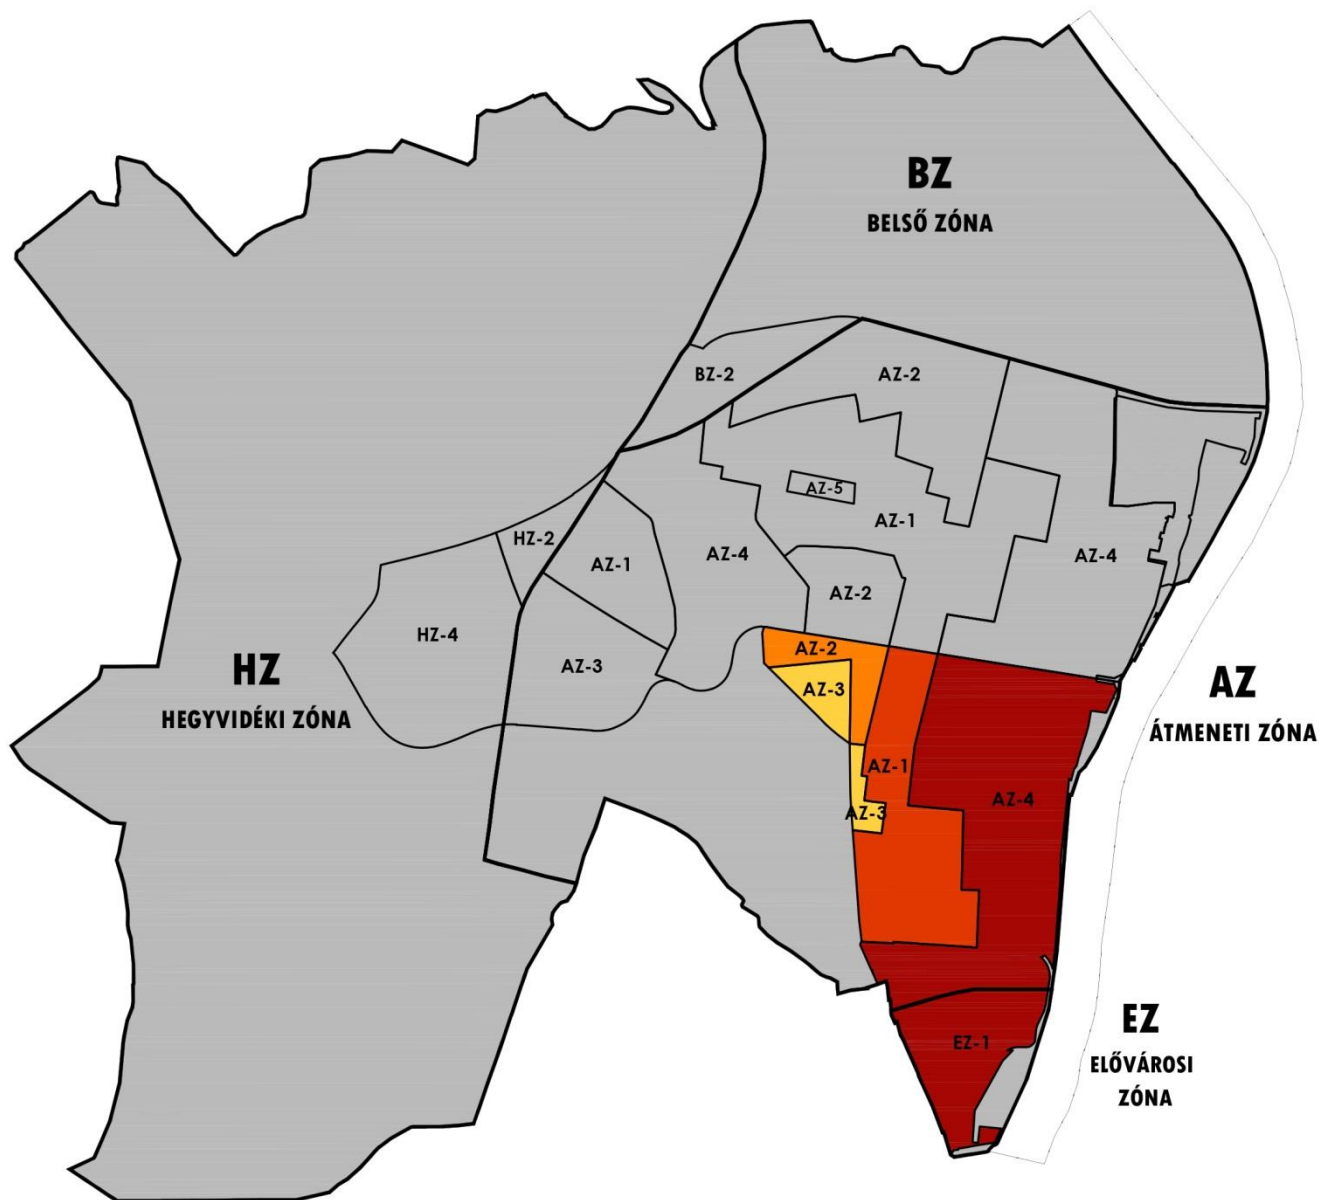 BZ
BELSŐ ZÓNA
BZ-2
AZ-2
AZ-5
AZ-1
HZ-2
AZ-1
AZ-4
AZ-4
AZ-2
HZ-4
AZ-3
AZ-2
AZ-3
HZ
HEGYVIDÉKI ZÓNA
AZ
ÁTMENETI ZÓNA
AZ-1
AZ-4
AZ-3
EZ-1
EZ
ELŐVÁROSI
ZÓNA